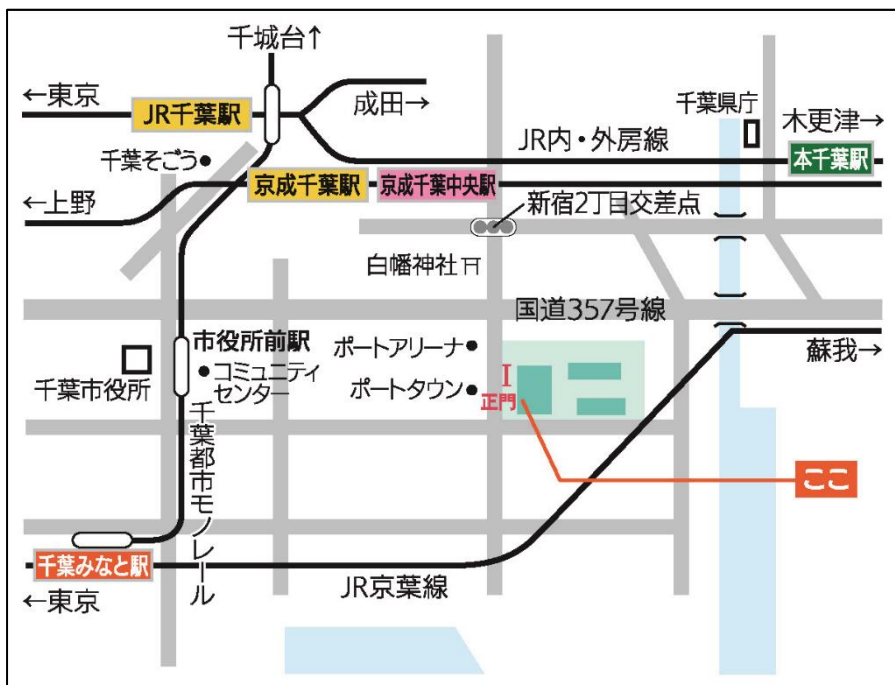 千城台↑
←東京
JR千葉駅
成田→
千葉県庁
木更津→
JR内・外房線
本千葉駅
千葉そごう
京成千葉駅
京成千葉中央駅
←上野
新宿2丁目交差点
白幡神社
国道357号線
市役所前駅
ポートアリーナ
蘇我→
千葉市役所
コミュニティ
センター
ポートタウン
正門
千葉都市モノレール
ここ
千葉みなと駅
JR京葉線
←東京